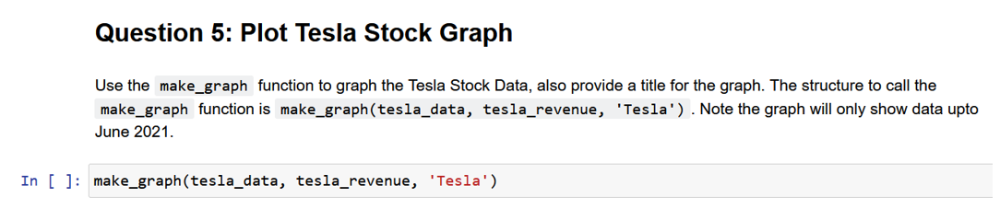 Question 5: Plot Tesla Stock Graph
Use the make_graph function to graph the Tesla Stock Data, also provide a title for the graph. The structure to call the
make_graph function is make_graph(tesla_data, tesla_revenue, 'Tesla') . Note the graph will only show data upto
June 2021.
In [ ]: make_graph(tesla_data, tesla_revenue, 'Tesla')